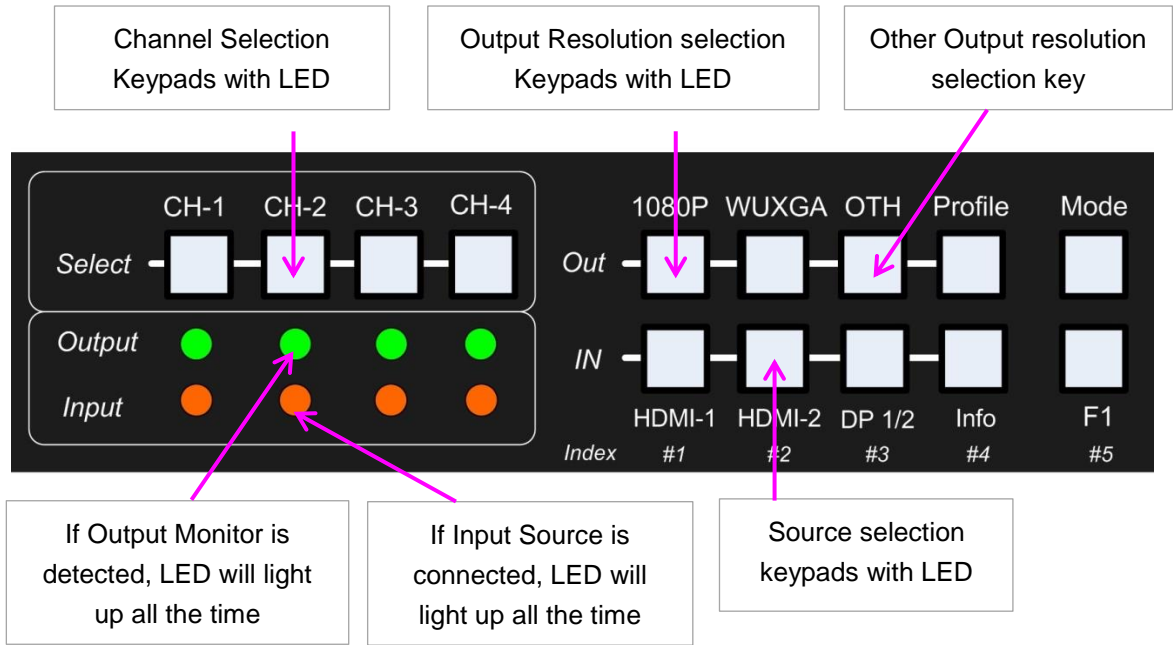 Channel Selection
Keypads with LED
Output Resolution selection
Keypads with LED
Other Output resolution
selection key
CH-1 CH-2 CH-3 CH-4
Select
Output
Input
1080P WUXGA OTH Profile Mode
Out
IN
HDMI-1 HDMI-2 DP 1/2 Info F1
Index #1 #2 #3 #4 #5
If Output Monitor is
detected, LED will light
up all the time
If Input Source is
connected, LED will
light up all the time
Source selection
keypads with LED